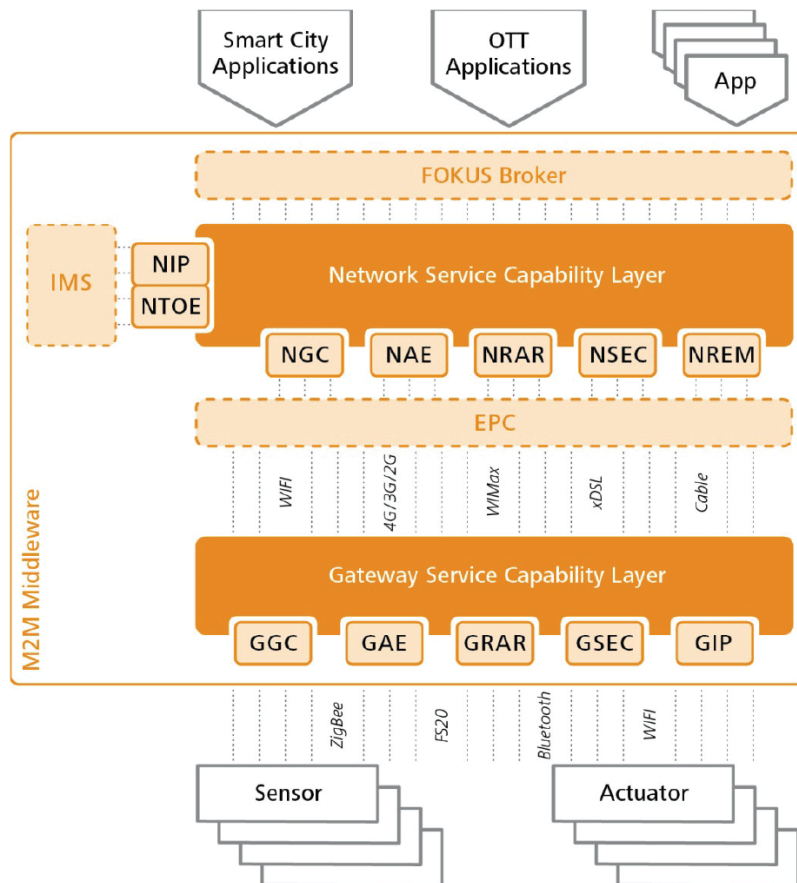 Smart City
Applications
OTT
Applications
App
FOKUS Broker
IMS
NIP
NTOE
Network Service Capability Layer
NGC
NAE
NRAR
NSEC
NREM
EPC
WIFI
4G/3G/2G
WIMax
xDSL
Cable
M2M Middleware
Gateway Service Capability Layer
GGC
GAE
GRAR
GSEC
GIP
ZigBee
FS20
Bluetooth
WIFI
Sensor
Actuator